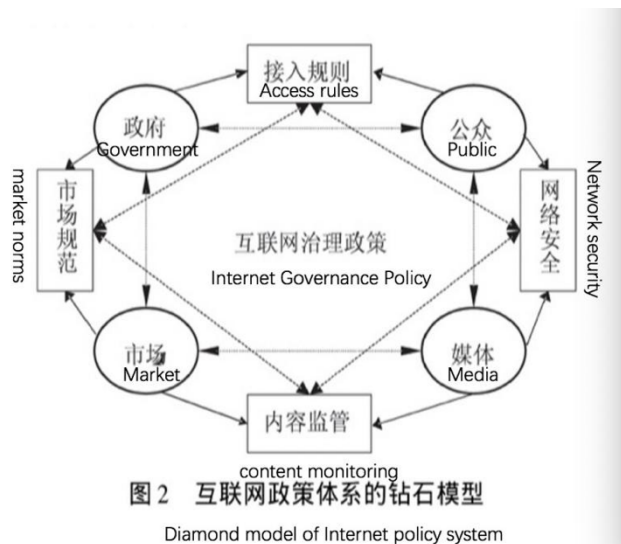 接入规则
Access rules
政府
Government
公众
Public
市场规范
market norms
网络安全
Network security
互联网治理政策
Internet Governance Policy
市场
Market
媒体
Media
内容监管
content monitoring
图2 互联网政策体系的钻石模型
Diamond model of Internet policy system